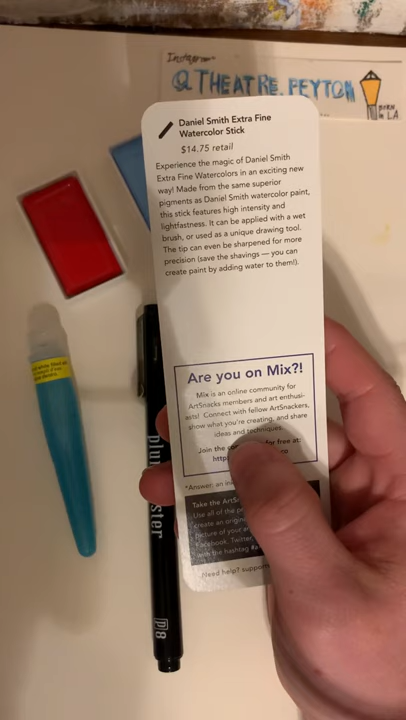 Instagram
@THEATRE.PEYTON
in LA
Daniel Smith Extra Fine
Watercolor Stick
$14.75 retail
Experience the magic of Daniel Smith
Extra Fine Watercolors in an exciting new
way! Made from the same superior
pigments as Daniel Smith watercolor paint,
this stick features high intensity and
lightfastness. It can be applied with a wet
brush, or used as a unique drawing tool.
The tip can even be sharpened for more
precision (save the shavings — you can
create paint by adding water to them!).
Are you on Mix?!
Mix is an online community for
ArtSnacks members and art enthusi-
asts! Connect with fellow ArtSnackers,
show what you're creating, and share
ideas and techniques.
Join the for free at:
http
*Answer: an
Take the
Use all of the
create an
picture of your
Facebook, Twitter,
with the hashtag
Need help?